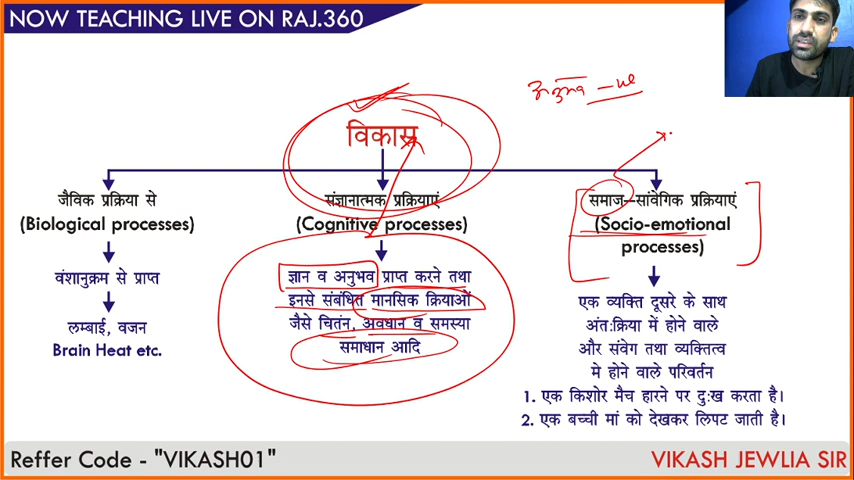 NOW TEACHING LIVE ON RAJ.360
विकास
जैविक प्रक्रिया से
(Biological processes)
वंशानुक्रम से प्राप्त
लम्बाई, वजन
Brain Heat etc.
संज्ञानात्मक प्रक्रियाएं
(Cognitive processes)
ज्ञान व अनुभव प्राप्त करने तथा
इनसे संबंधित मानसिक क्रियाओं
जैसे चिंतन, अवधान व समस्या
समाधान आदि
समाज–सांवेगिक प्रक्रियाएं
(Socio-emotional
processes)
एक व्यक्ति दूसरे के साथ
अंतःक्रिया में होने वाले
और संवेग तथा व्यक्तित्व
मे होने वाले परिवर्तन
1. एक किशोर मैच हारने पर दुःख करता है।
2. एक बच्ची मां को देखकर लिपट जाती है।
Reffer Code - "VIKASH01"
VIKASH JEWLIA SIR